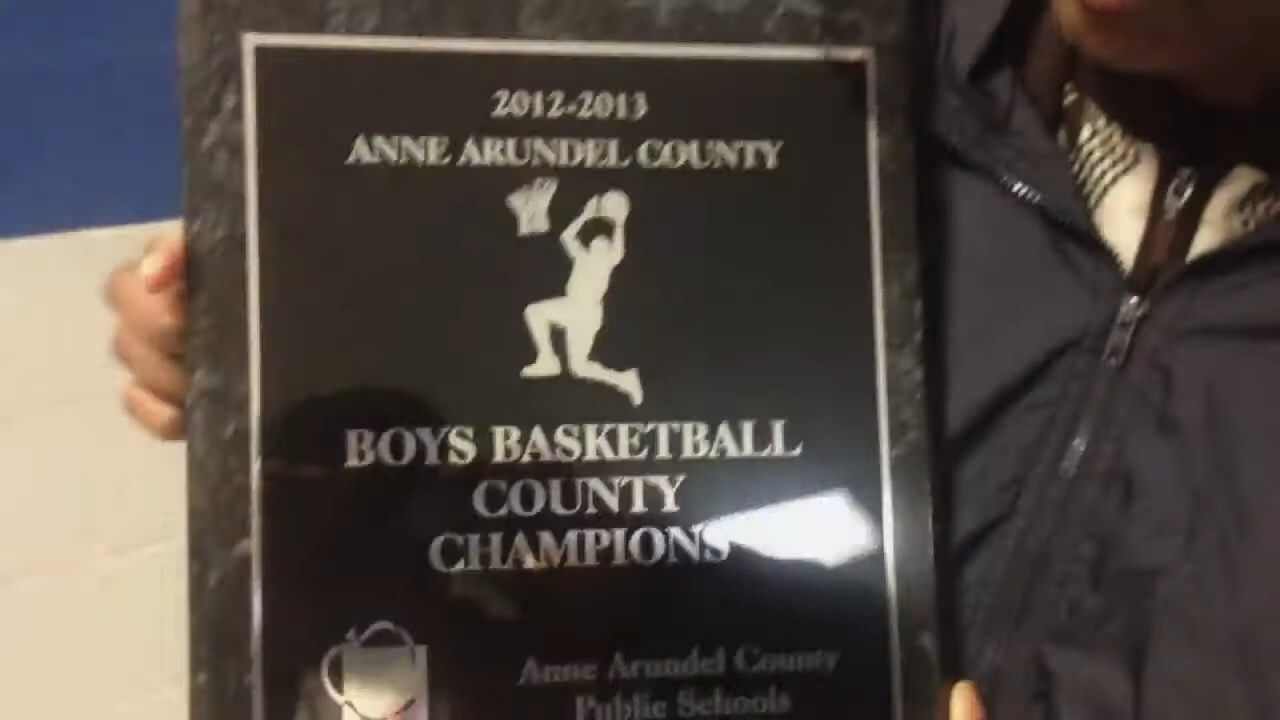 2012-2013
ANNE ARUNDEL COUNTY
BOYS BASKETBALL
COUNTY
CHAMPIONS
Anne Arundel County
Public Schools